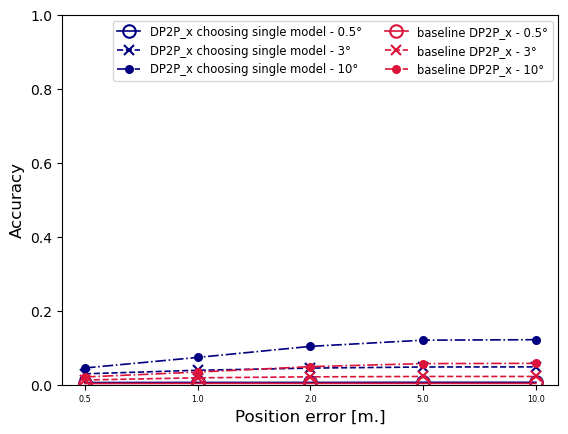 DP2P_x choosing single model - 0.5°
DP2P_x choosing single model - 3°
DP2P_x choosing single model - 10°
baseline DP2P_x - 0.5°
baseline DP2P_x - 3°
baseline DP2P_x - 10°
Accuracy
1.0
0.8
0.6
0.4
0.2
0.0
0.5 1.0 2.0 5.0 10.0
Position error [m.]